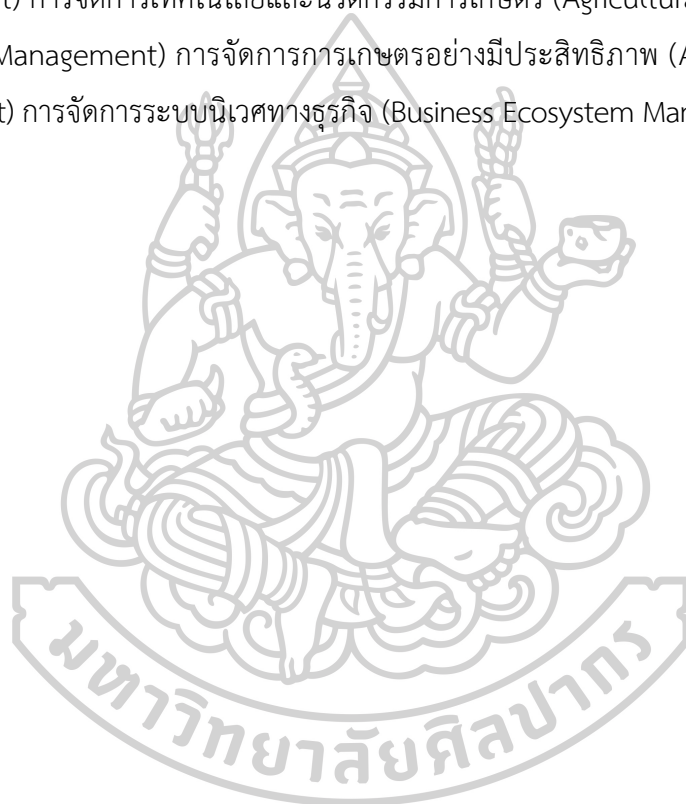 การจัดการเทคโนโลยีและนวัตกรรมการเกษตร (Agricultura
Management) การจัดการการเกษตรอย่างมีประสิทธิภาพ (A
t) การจัดการระบบนิเวศทางธุรกิจ (Business Ecosystem Mar
มหาวิทยาลัยศิลปากร